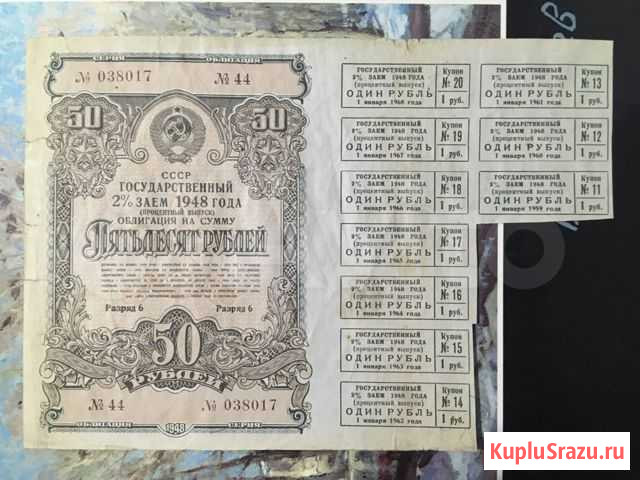 СЕРИЯ ОБЛИГАЦИЯ
№ 038017 № 44
50 50
СССР
ГОСУДАРСТВЕННЫЙ
2% ЗАЕМ 1948 ГОДА
(ПРОЦЕНТНЫЙ ВЫПУСК)
ОБЛИГАЦИЯ НА СУММУ
ПЯТЬДЕСЯТ РУБЛЕЙ
Разряд 6 Разряд 6
50
РУБЛЕЙ
№ 44 № 038017
ОБЛИГАЦИЯ 1948 СЕРИЯ
ГОСУДАРСТВЕННЫЙ
2% ЗАЕМ 1948 ГОДА
(процентный выпуск)
ОДИН РУБЛЬ
1 января 1968 года
Купон
№ 20
1 руб.
ГОСУДАРСТВЕННЫЙ
2% ЗАЕМ 1948 ГОДА
(процентный выпуск)
ОДИН РУБЛЬ
1 января 1961 года
Купон
№ 13
1 руб.
ГОСУДАРСТВЕННЫЙ
2% ЗАЕМ 1948 ГОДА
(процентный выпуск)
ОДИН РУБЛЬ
1 января 1967 года
Купон
№ 19
1 руб.
ГОСУДАРСТВЕННЫЙ
2% ЗАЕМ 1948 ГОДА
(процентный выпуск)
ОДИН РУБЛЬ
1 января 1960 года
Купон
№ 12
1 руб.
ГОСУДАРСТВЕННЫЙ
2% ЗАЕМ 1948 ГОДА
(процентный выпуск)
ОДИН РУБЛЬ
1 января 1966 года
Купон
№ 18
1 руб.
ГОСУДАРСТВЕННЫЙ
2% ЗАЕМ 1948 ГОДА
(процентный выпуск)
ОДИН РУБЛЬ
1 января 1959 года
Купон
№ 11
1 руб.
ГОСУДАРСТВЕННЫЙ
2% ЗАЕМ 1948 ГОДА
(процентный выпуск)
ОДИН РУБЛЬ
1 января 1965 года
Купон
№ 17
1 руб.
ГОСУДАРСТВЕННЫЙ
2% ЗАЕМ 1948 ГОДА
(процентный выпуск)
ОДИН РУБЛЬ
1 января 1964 года
Купон
№ 16
1 руб.
ГОСУДАРСТВЕННЫЙ
2% ЗАЕМ 1948 ГОДА
(процентный выпуск)
ОДИН РУБЛЬ
1 января 1963 года
Купон
№ 15
1 руб.
ГОСУДАРСТВЕННЫЙ
2% ЗАЕМ 1948 ГОДА
(процентный выпуск)
ОДИН РУБЛЬ
1 января 1962 года
Купон
№ 14
1 руб.
KupluSrazu.ru